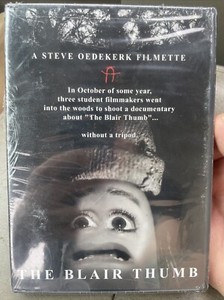 A STEVE OEDEKERK FILMETTE
In October of some year,
three student filmmakers went
into the woods to shoot a documentary
about "The Blair Thumb"...
without a tripod.
THE BLAIR THUMB